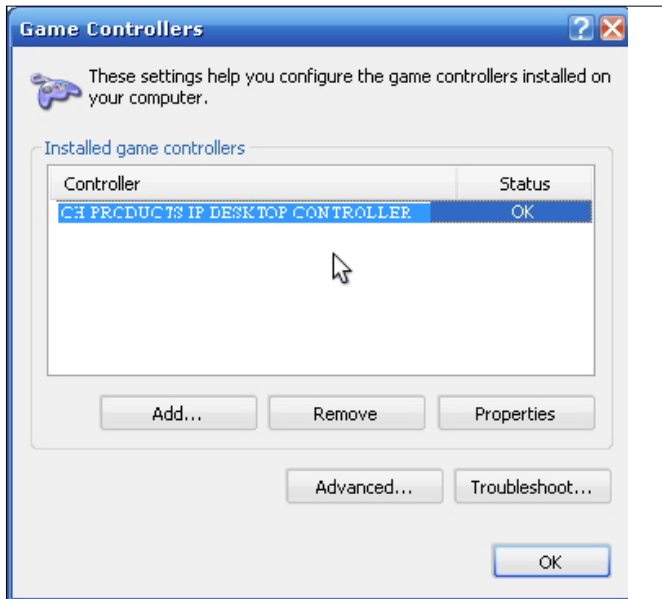 Game Controllers
These settings help you configure the game controllers installed on
your computer.
Installed game controllers
Controller Status
CH PRODUCTS IP DESKTOP CONTROLLER OK
Add... Remove Properties
Advanced... Troubleshoot...
OK